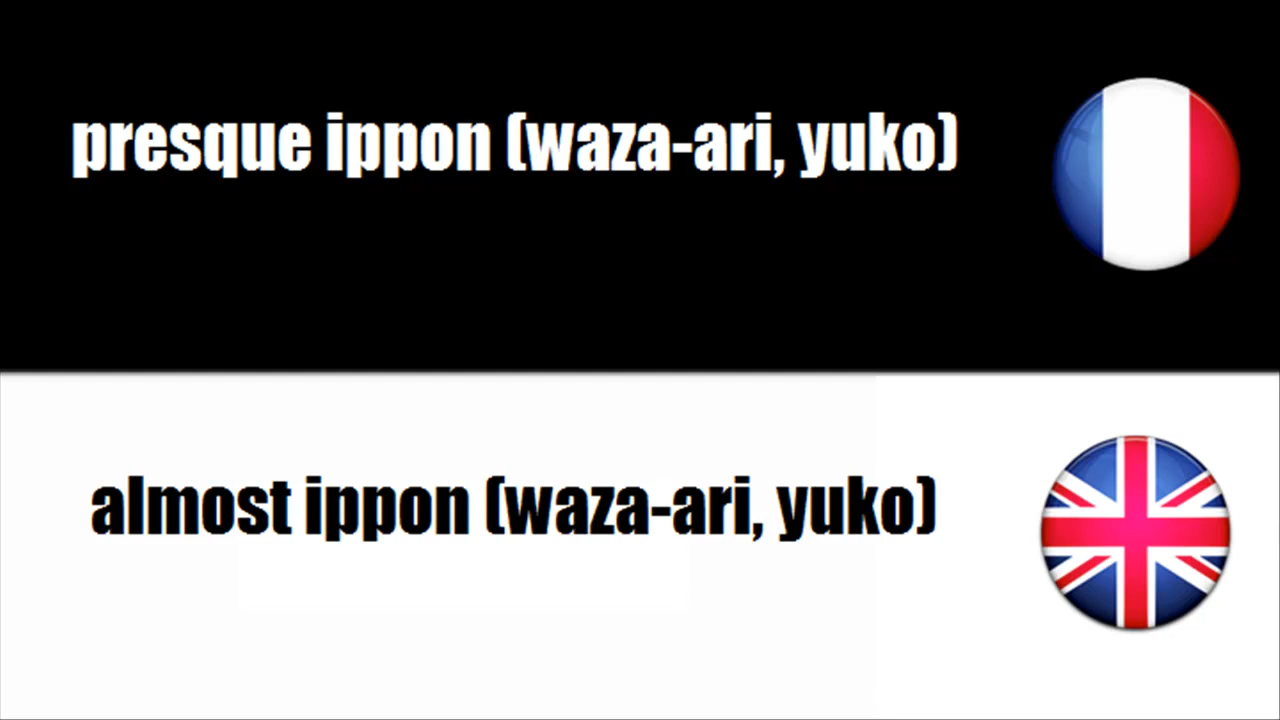 presque ippon (waza-ari, yuko)
almost ippon (waza-ari, yuko)